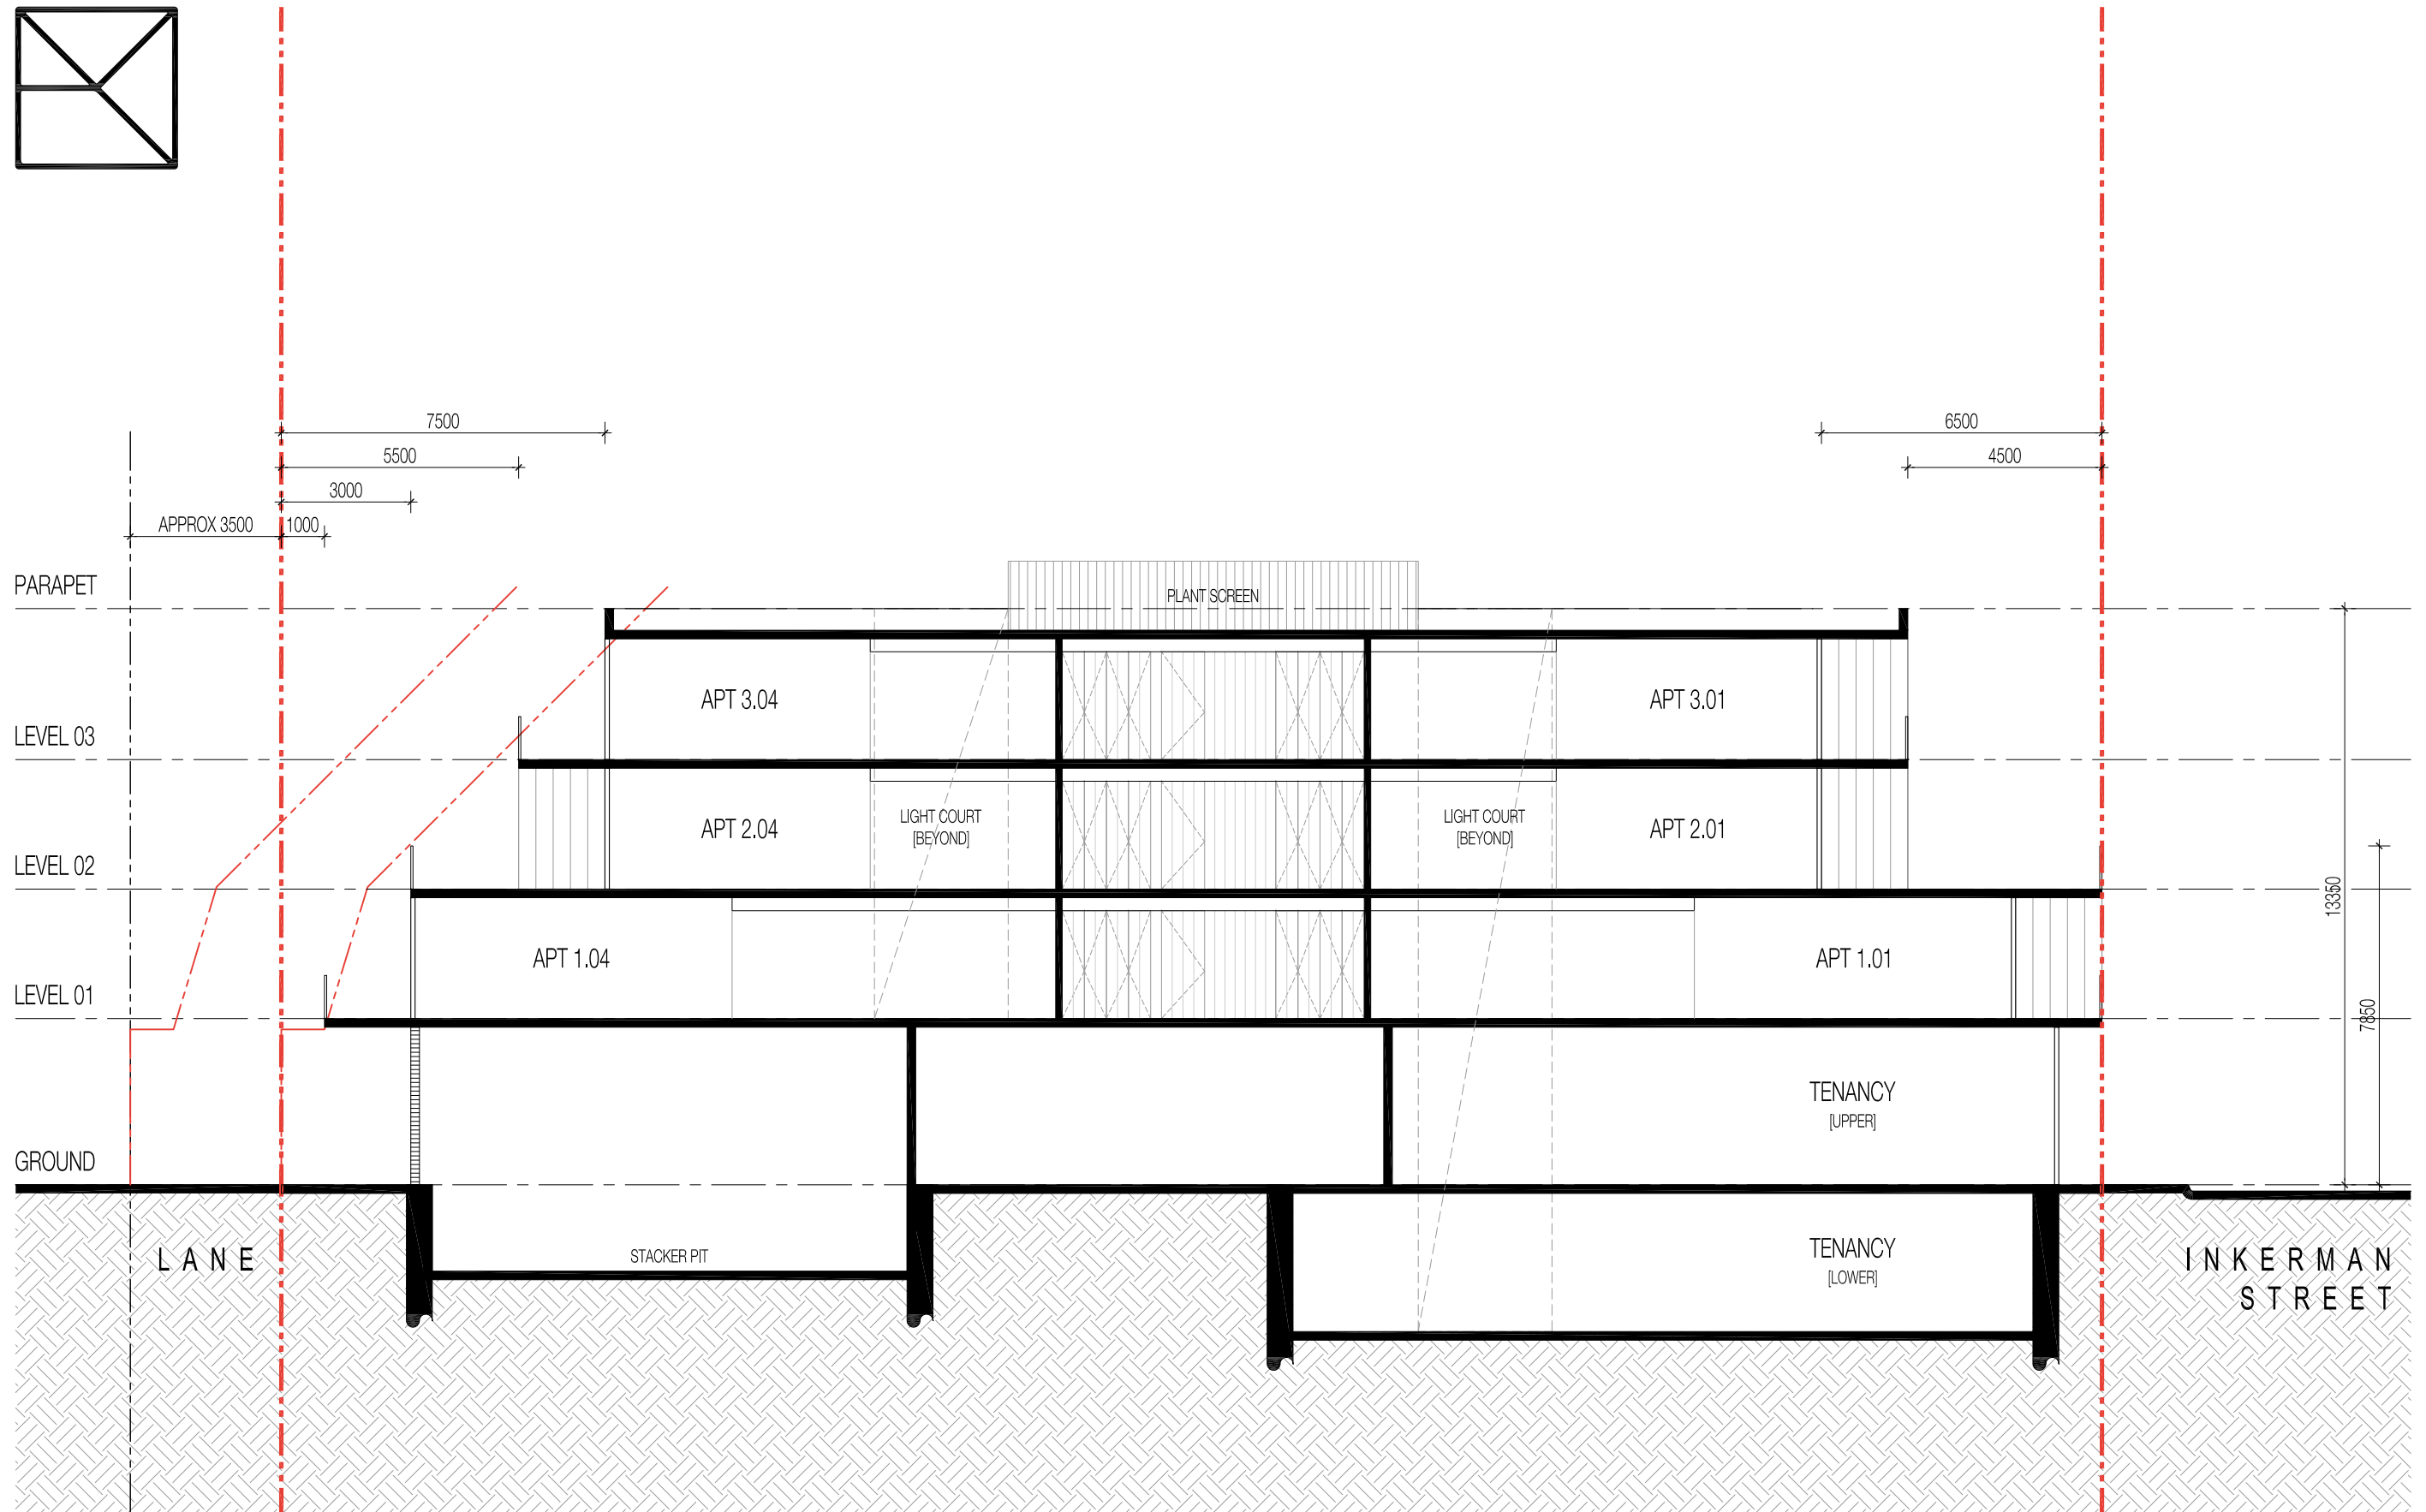 7500
6500
5500
4500
3000
APPROX 3500
1000
PARAPET
PLANT SCREEN
APT 3.04
APT 3.01
LEVEL 03
LIGHT COURT
[BEYOND]
LIGHT COURT
[BEYOND]
APT 2.04
APT 2.01
LEVEL 02
13350
APT 1.04
APT 1.01
LEVEL 01
7850
TENANCY
[UPPER]
GROUND
LANE
STACKER PIT
TENANCY
[LOWER]
INKERMAN
STREET